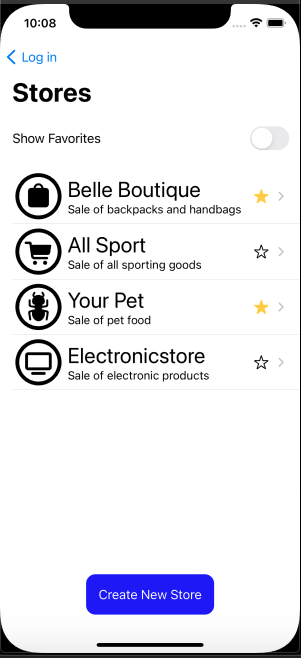 10:08
Log in
Stores
Show Favorites
Belle Boutique
Sale of backpacks and handbags
All Sport
Sale of all sporting goods
Your Pet
Sale of pet food
Electronicstore
Sale of electronic products
Create New Store